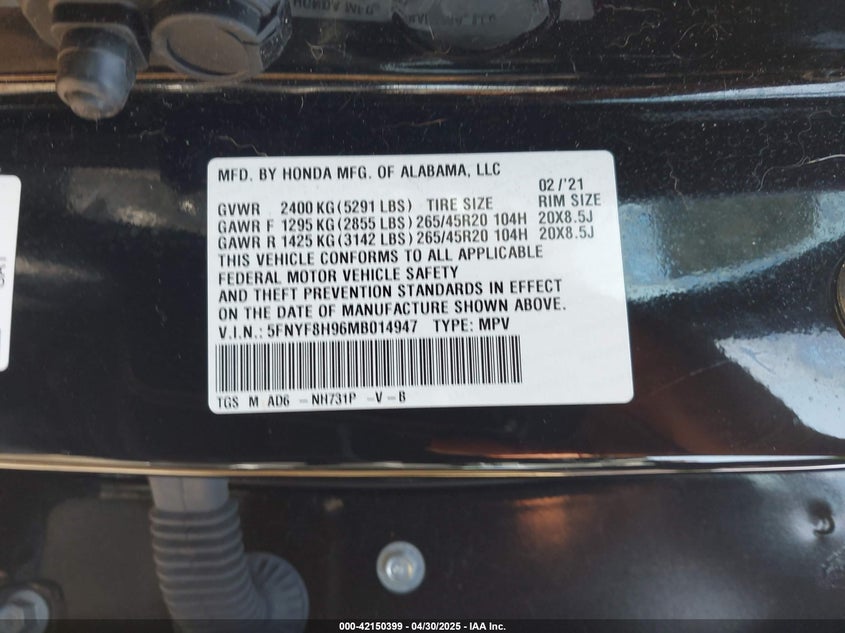 HONDA MFG
MFD. BY HONDA MFG. OF ALABAMA, LLC
02/'21
GVWR 2400 KG (5291 LBS) TIRE SIZE RIM SIZE
GAWR F 1295 KG (2855 LBS) 265/45R20 104H 20X8.5J
GAWR R 1425 KG (3142 LBS) 265/45R20 104H 20X8.5J
THIS VEHICLE CONFORMS TO ALL APPLICABLE
FEDERAL MOTOR VEHICLE SAFETY
AND THEFT PREVENTION STANDARDS IN EFFECT
ON THE DATE OF MANUFACTURE SHOWN ABOVE.
V.I.N.: 5FNYF8H96MB014947 TYPE: MPV
TGS M AD6 -NH731P -V-B
000-42150399 - 04/30/2025 - IAA Inc.